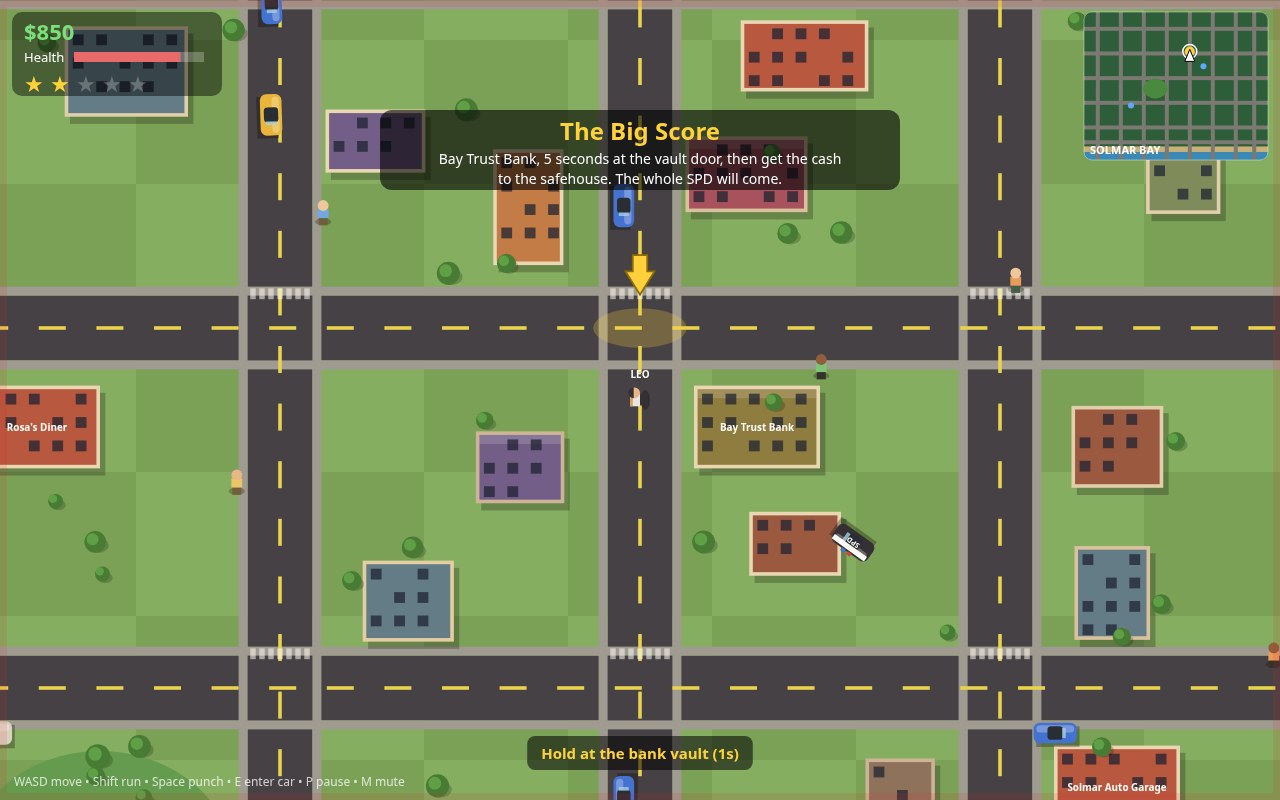 $850
Health
The Big Score
Bay Trust Bank, 5 seconds at the vault door, then get the cash
to the safehouse. The whole SPD will come.
SOLMAR BAY
LEO
Rosa's Diner
Bay Trust Bank
SPD
Hold at the bank vault (1s)
WASD move • Shift run • Space punch • E enter car • P pause • M mute
Solmar Auto Garage